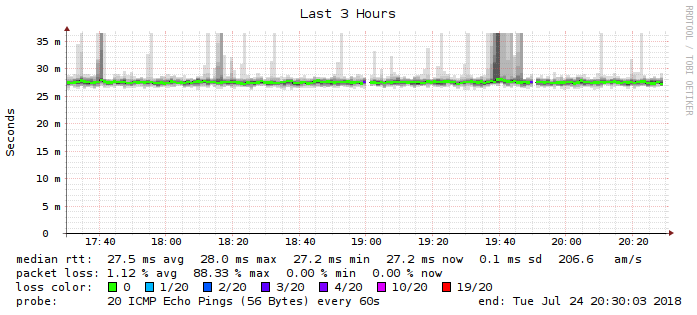 Last 3 Hours
RRDTOOL / TOBI OETIKER
Seconds
35 m
30 m
25 m
20 m
15 m
10 m
5 m
0
17:40 18:00 18:20 18:40 19:00 19:20 19:40 20:00 20:20
median rtt: 27.5 ms avg 28.0 ms max 27.2 ms min 27.2 ms now 0.1 ms sd 206.6 am/s
packet loss: 1.12 % avg 88.33 % max 0.00 % min 0.00 % now
loss color: 0 1/20 2/20 3/20 4/20 10/20 19/20
probe: 20 ICMP Echo Pings (56 Bytes) every 60s end: Tue Jul 24 20:30:03 2018